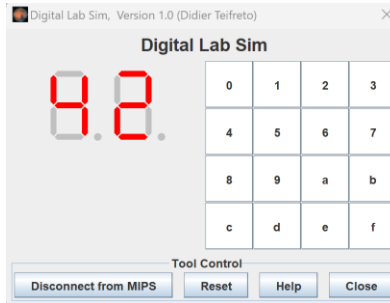 Digital Lab Sim, Version 1.0 (Didier Teifreto)
Digital Lab Sim
42
0 1 2 3
4 5 6 7
8 9 a b
c d e f
Tool Control
Disconnect from MIPS Reset Help Close